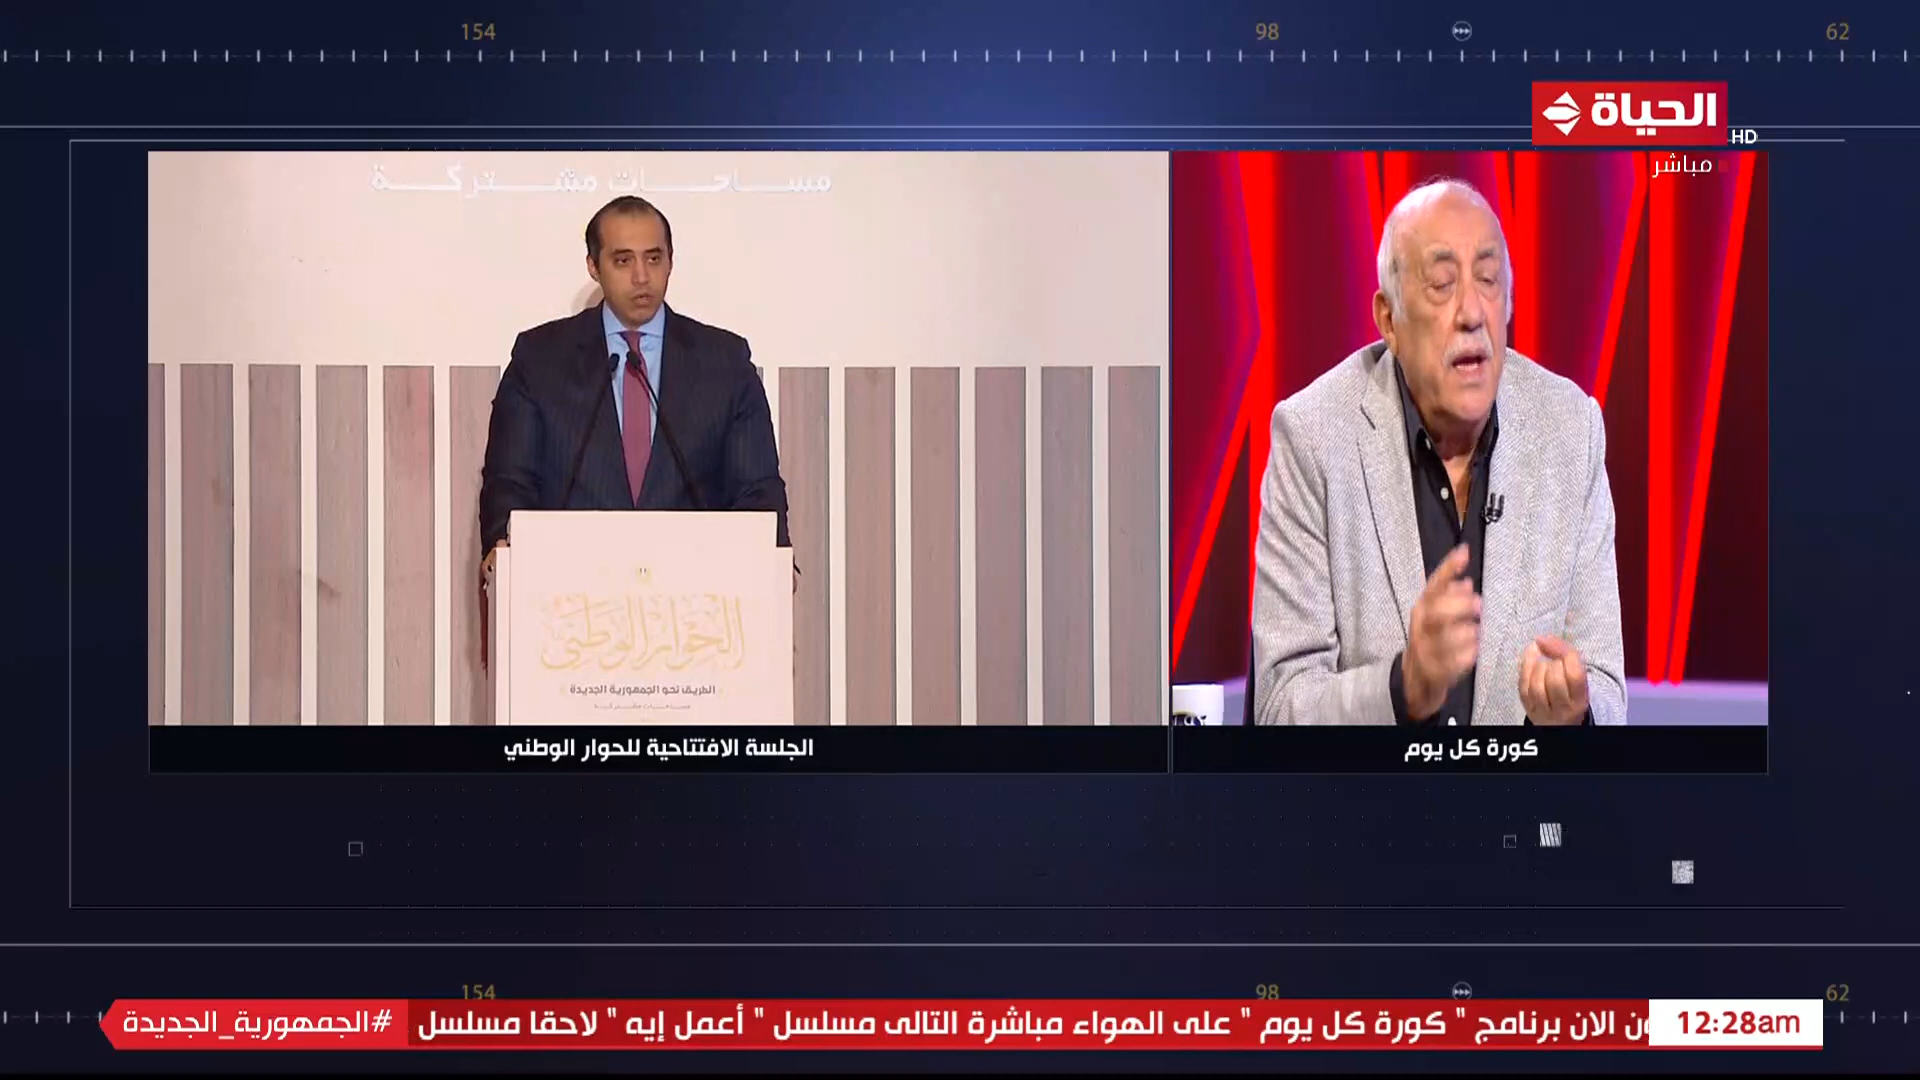 154
98
62
الحياة
HD
مباشر
مســـاحـــات مشـــتركـــة
الحوار الوطني
الطريق نحو الجمهورية الجديدة
مساحات مشتركة
الجلسة الافتتاحية للحوار الوطني
كورة كل يوم
154
98
62
12:28am
الان برنامج " كورة كل يوم " على الهواء مباشرة التالى مسلسل " أعمل إيه " لاحقا مسلسل
#الجمهورية_الجديدة